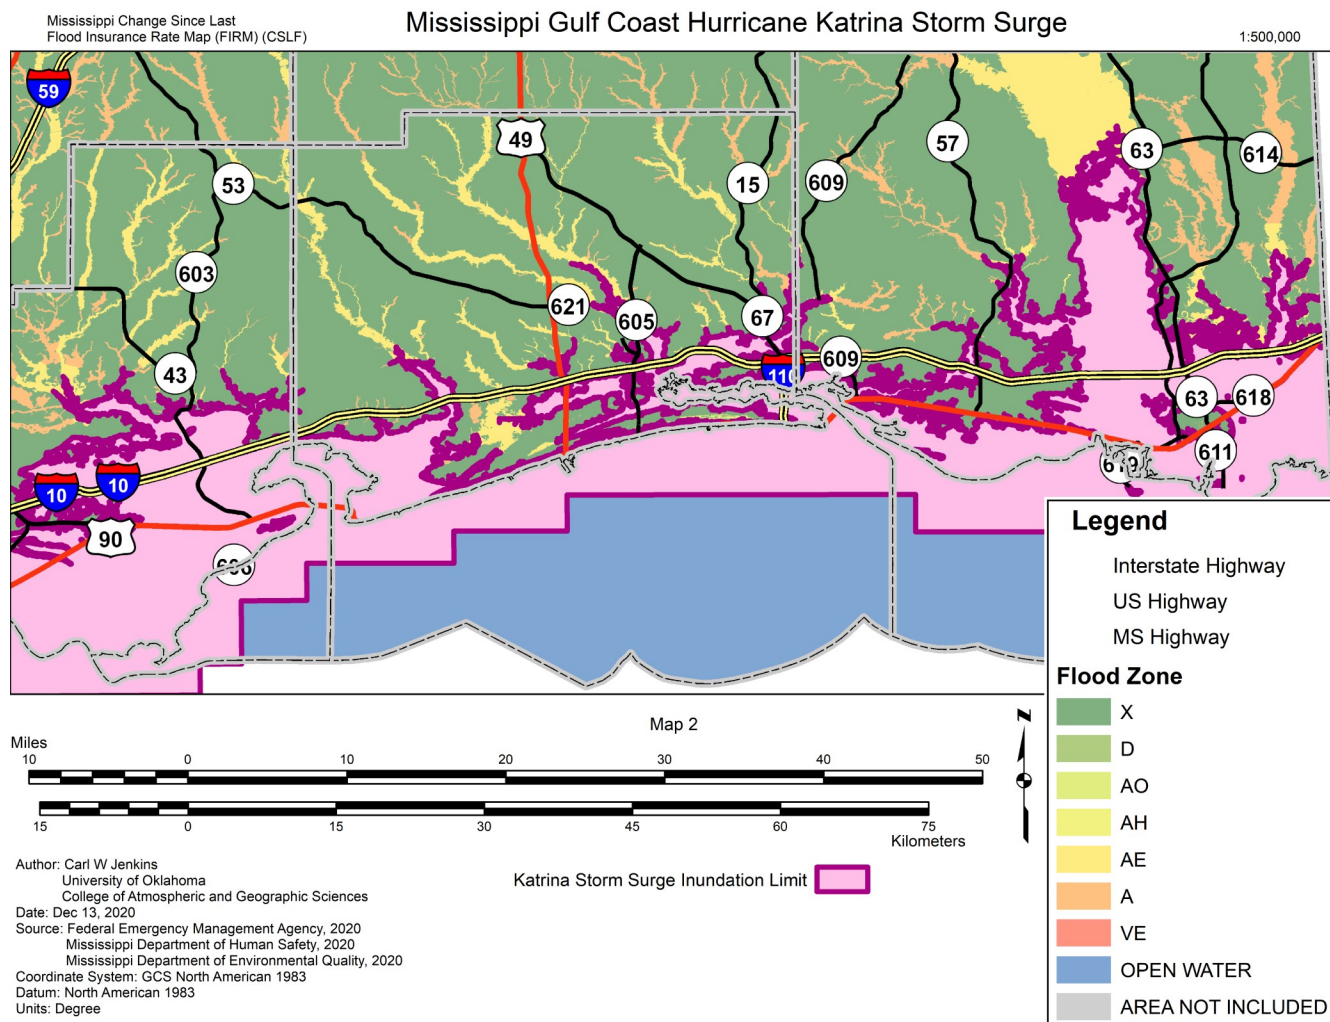 Mississippi Change Since Last
Flood Insurance Rate Map (FIRM) (CSLF)
Mississippi Gulf Coast Hurricane Katrina Storm Surge
1:500,000
59
49
57
63
614
53
15
609
603
621
605
67
609
43
110
63
618
611
10
10
90
Legend
Interstate Highway
US Highway
MS Highway
Flood Zone
X
D
AO
AH
AE
A
VE
OPEN WATER
AREA NOT INCLUDED
Map 2
Miles
10 0 10 20 30 40 50
15 0 15 30 45 60 75
Kilometers
N
Katrina Storm Surge Inundation Limit
Author: Carl W Jenkins
University of Oklahoma
College of Atmospheric and Geographic Sciences
Date: Dec 13, 2020
Source: Federal Emergency Management Agency, 2020
Mississippi Department of Human Safety, 2020
Mississippi Department of Environmental Quality, 2020
Coordinate System: GCS North American 1983
Datum: North American 1983
Units: Degree